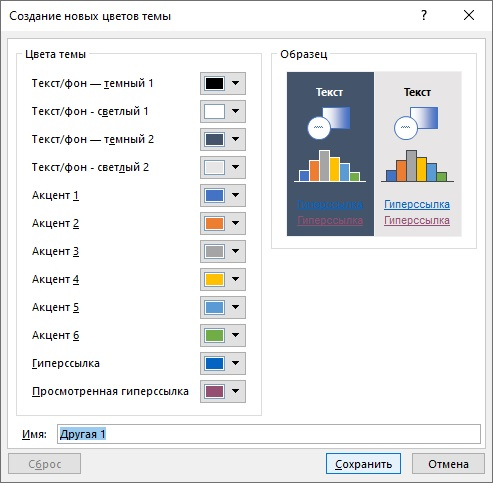 Создание новых цветов темы
?
Цвета темы
Текст/фон — темный 1
Текст/фон - светлый 1
Текст/фон — темный 2
Текст/фон - светлый 2
Акцент 1
Акцент 2
Акцент 3
Акцент 4
Акцент 5
Акцент 6
Гиперссылка
Просмотренная гиперссылка
Образец
Текст Текст
Гиперссылка Гиперссылка
Гиперссылка Гиперссылка
Имя: Другая 1
Сброс Сохранить Отмена